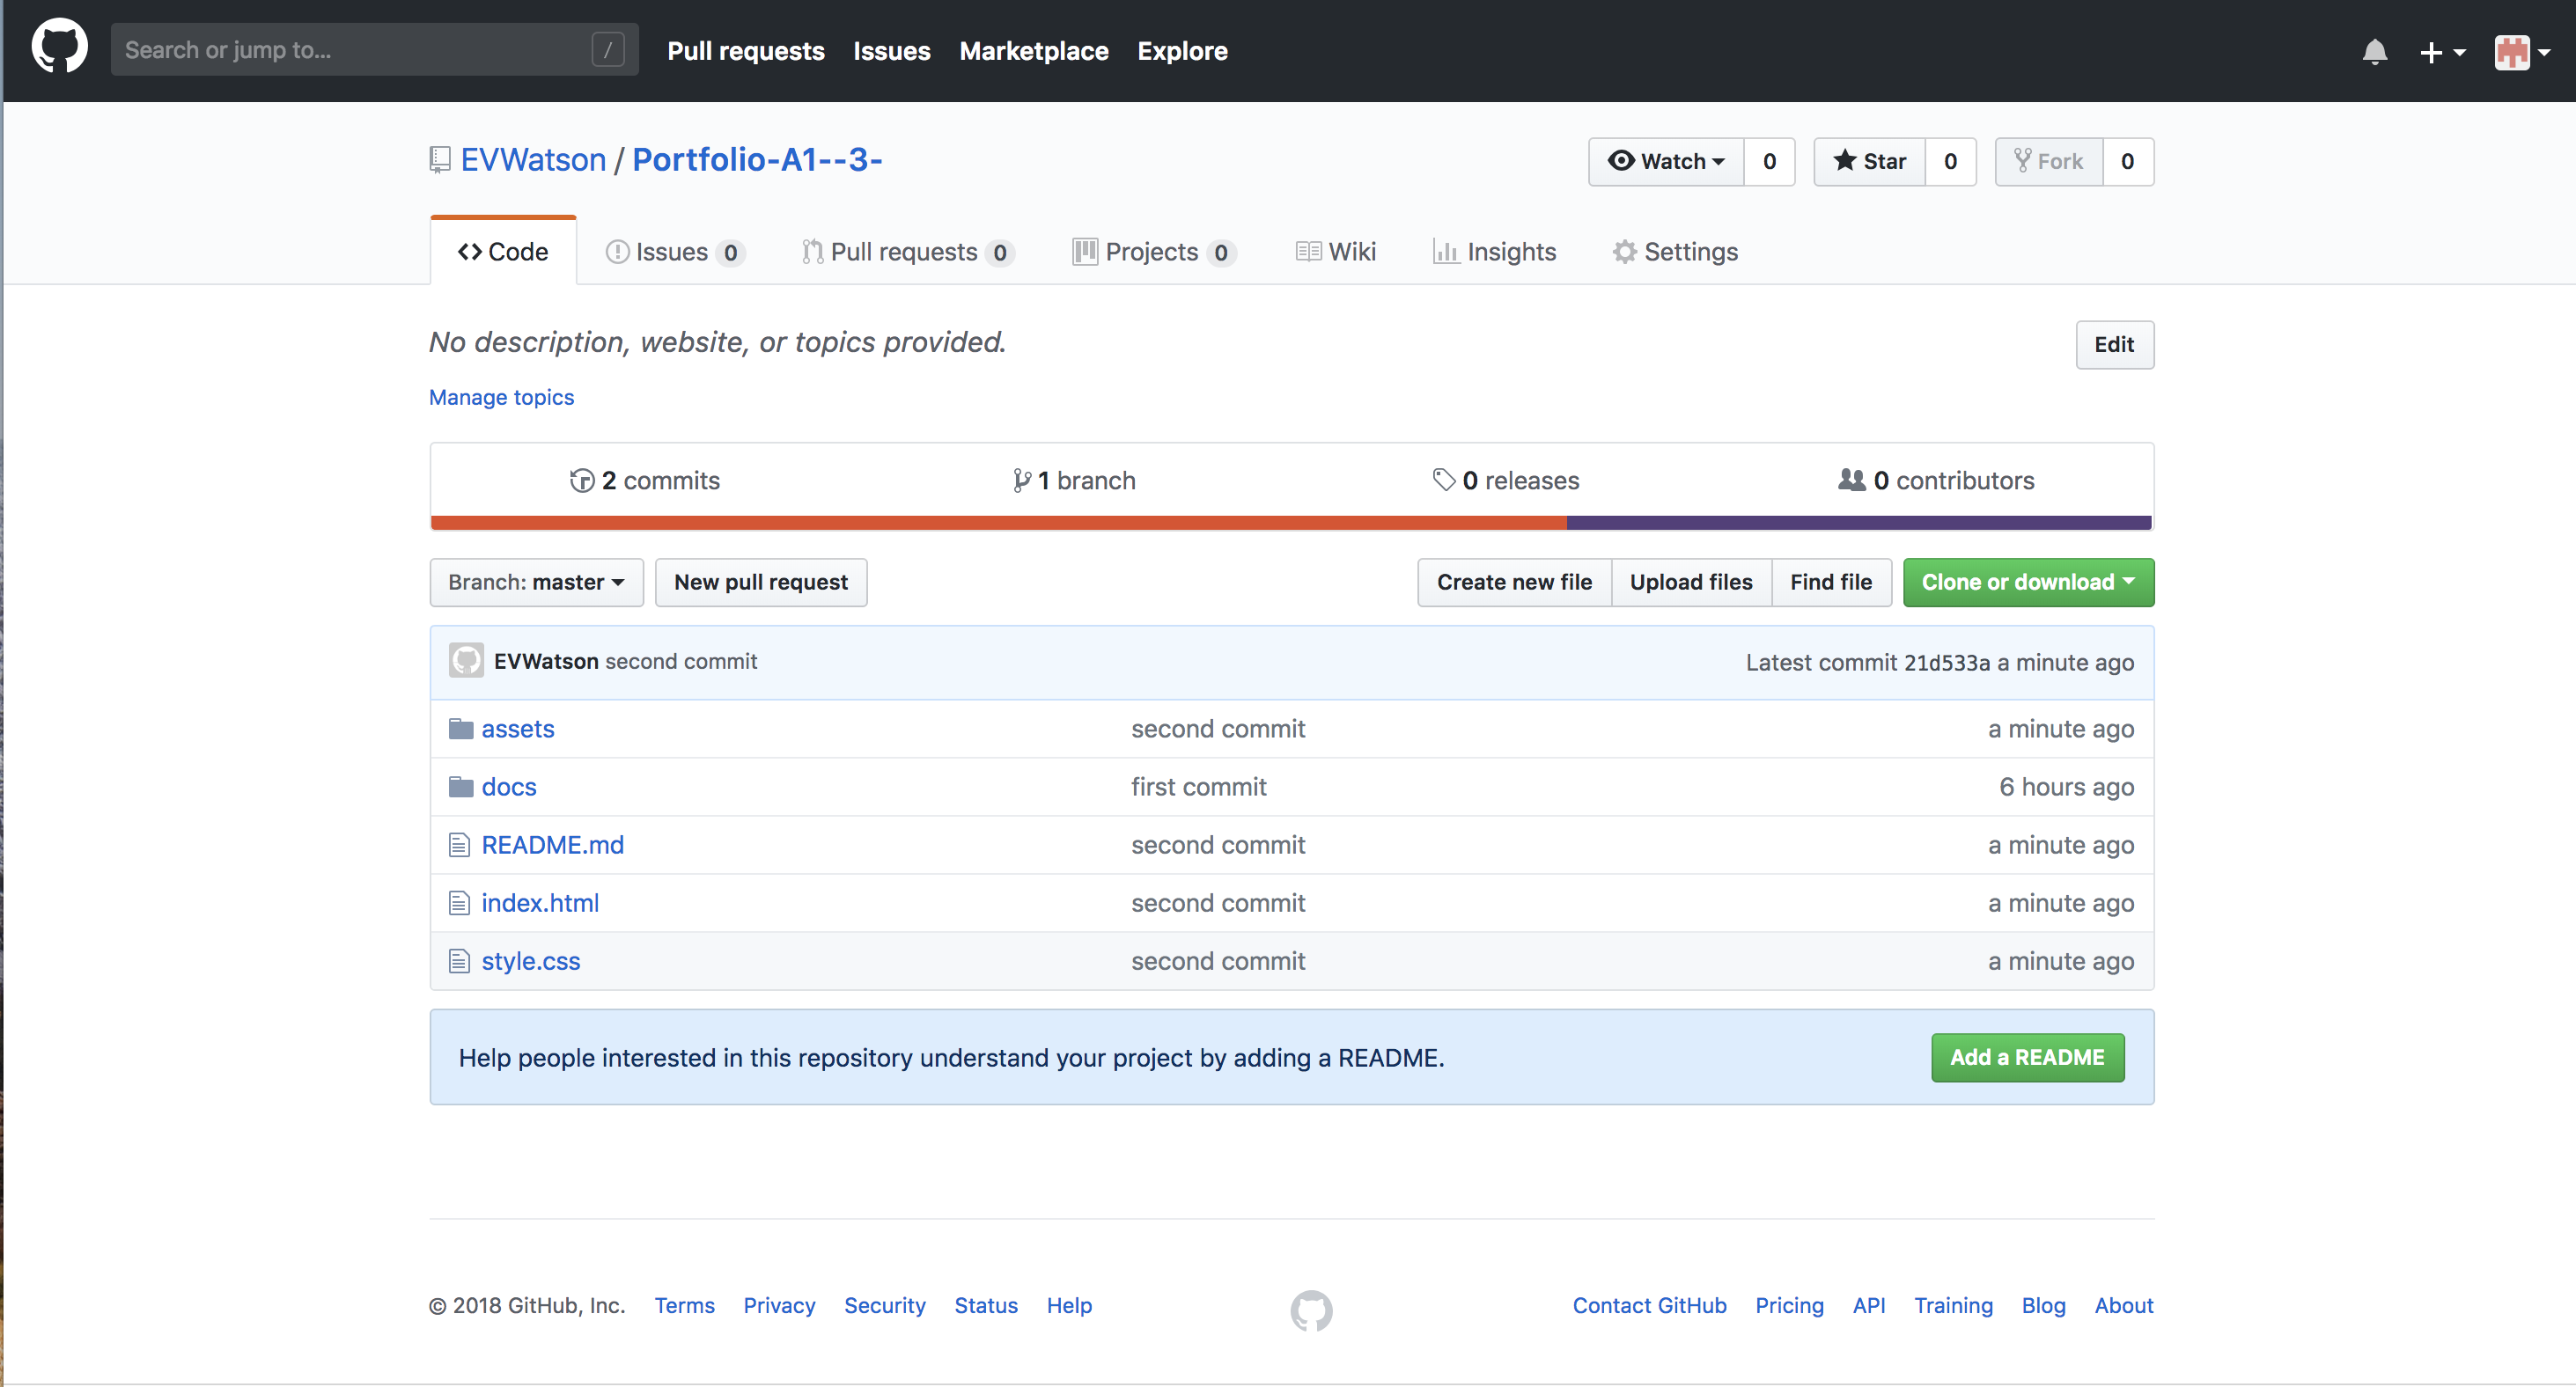 Search or jump to... /
Pull requests Issues Marketplace Explore
EVWatson / Portfolio-A1--3-
Watch 0 Star 0 Fork 0
Code Issues 0 Pull requests 0 Projects 0 Wiki Insights Settings
No description, website, or topics provided.
Edit
Manage topics
2 commits 1 branch 0 releases 0 contributors
Branch: master New pull request Create new file Upload files Find file Clone or download
EVWatson second commit Latest commit 21d533a a minute ago
assets second commit a minute ago
docs first commit 6 hours ago
README.md second commit a minute ago
index.html second commit a minute ago
style.css second commit a minute ago
Help people interested in this repository understand your project by adding a README. Add a README
© 2018 GitHub, Inc. Terms Privacy Security Status Help Contact GitHub Pricing API Training Blog About